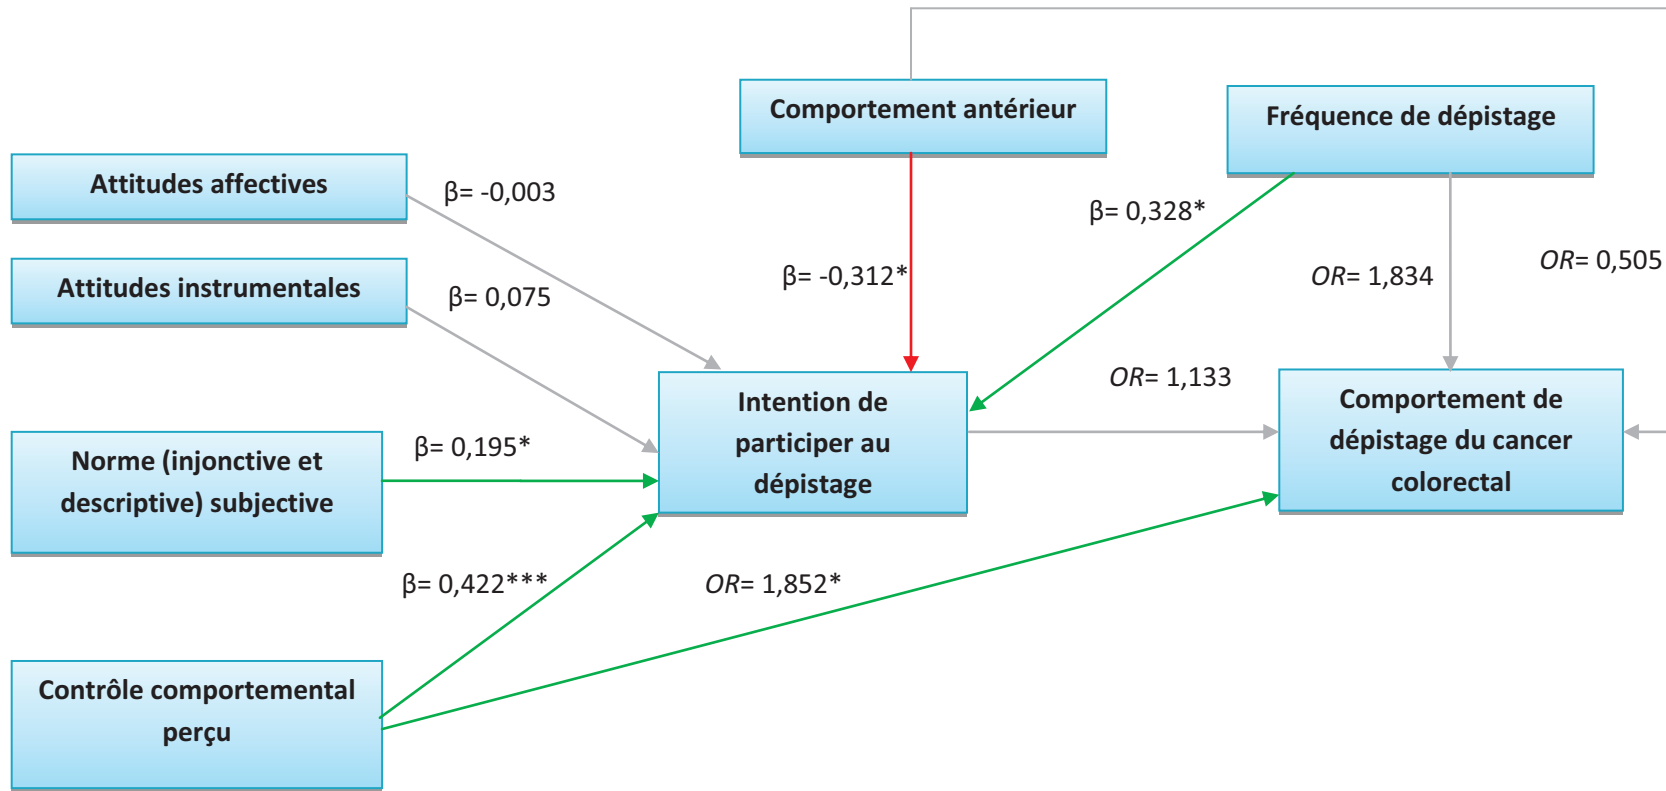 Comportement antérieur
Fréquence de dépistage
Attitudes affectives
β= -0,003
β= 0,328*
Attitudes instrumentales
β= 0,075
β= -0,312*
OR= 1,834
OR= 0,505
Intention de
participer au
dépistage
OR= 1,133
Comportement de
dépistage du cancer
colorectal
Norme (injonctive et
descriptive) subjective
β= 0,195*
β= 0,422***
OR= 1,852*
Contrôle comportemental
perçu